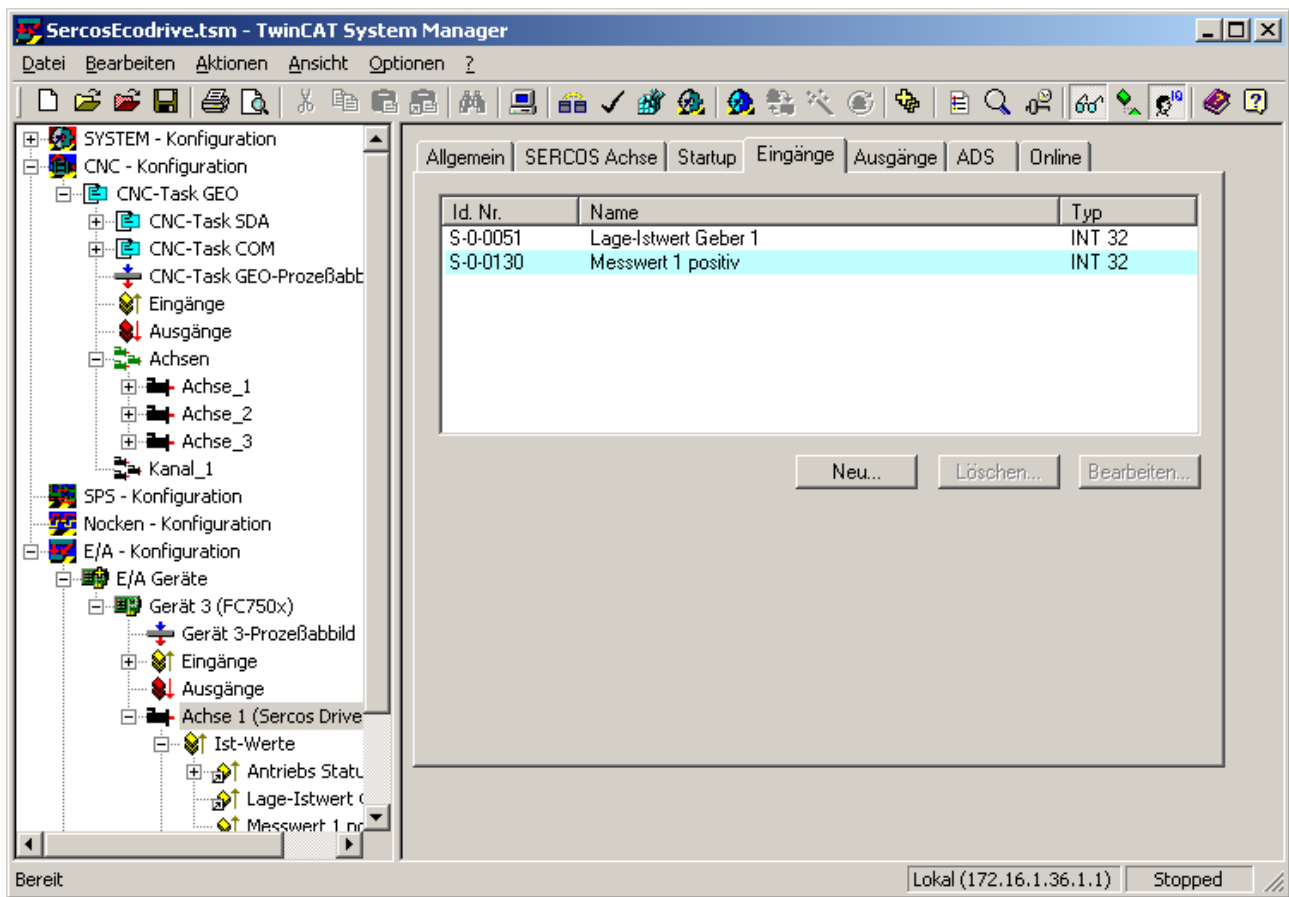 SercosEcodrive.tsm - TwinCAT System Manager
Datei Bearbeiten Aktionen Ansicht Optionen ?
SYSTEM - Konfiguration
CNC - Konfiguration
CNC-Task GEO
CNC-Task SDA
CNC-Task COM
CNC-Task GEO-Prozeßabb
Eingänge
Ausgänge
Achsen
Achse_1
Achse_2
Achse_3
Kanal_1
SPS - Konfiguration
Nocken - Konfiguration
E/A - Konfiguration
E/A Geräte
Gerät 3 (FC750x)
Gerät 3-Prozeßabbild
Eingänge
Ausgänge
Achse 1 (Sercos Drive
Ist-Werte
Antriebs Statu
Lage-Istwert
Messwert 1
Allgemein SERCOS Achse Startup Eingänge Ausgänge ADS Online
Id. Nr. Name Typ
S-0-0051 Lage-Istwert Geber 1 INT 32
S-0-0130 Messwert 1 positiv INT 32
Neu... Löschen... Bearbeiten...
Bereit Lokal (172.16.1.36.1.1) Stopped